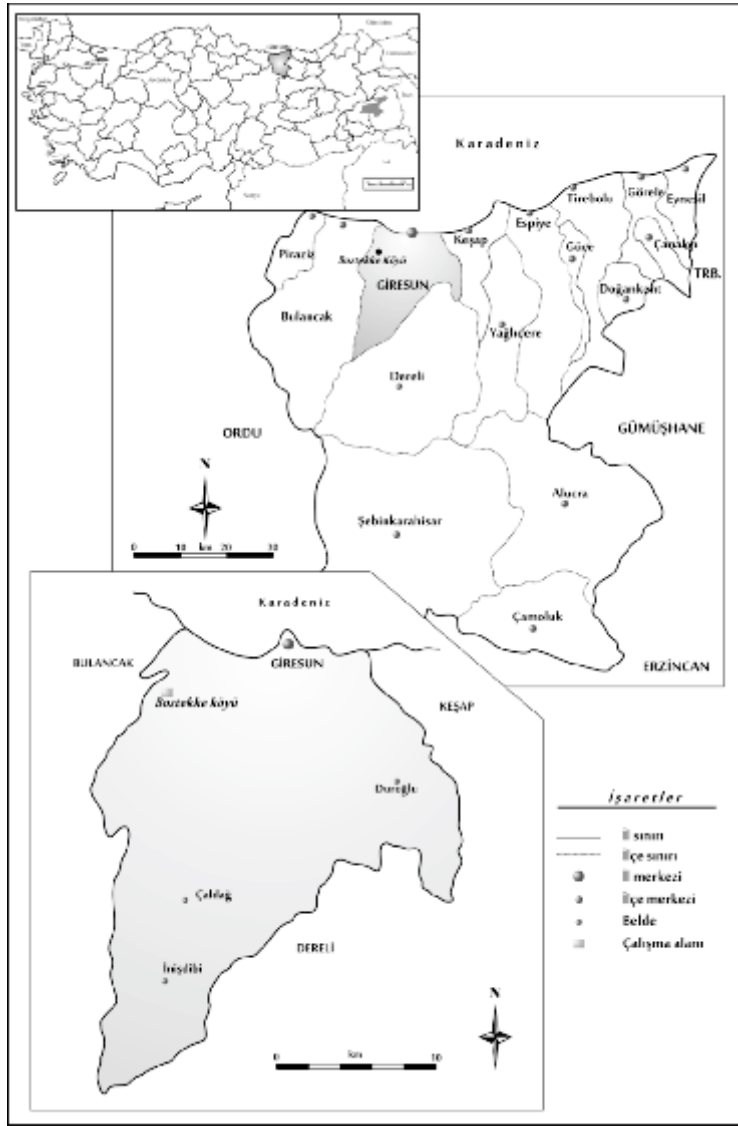 Karadeniz
Tirebolu
Görele
Eynesil
Espiye
Keşap
Piraziz
Bostekke Köyü
Güce
Çanakçı
TRB.
GİRESUN
Doğankent
Bulancak
Yağlıdere
Dereli
ORDU
GÜMÜŞHANE
N
Alucra
Şebinkarahisar
0 10 km 20 30
Çamoluk
ERZİNCAN
Karadeniz
BULANCAK
GİRESUN
Bostekke köyü
KEŞAP
Duroğlu
Çaldağ
DERELİ
İnişdibi
N
0 km 10
İşaretler
İl sınırı
İlçe sınırı
İl merkezi
İlçe merkezi
Belde
Çalışma alanı